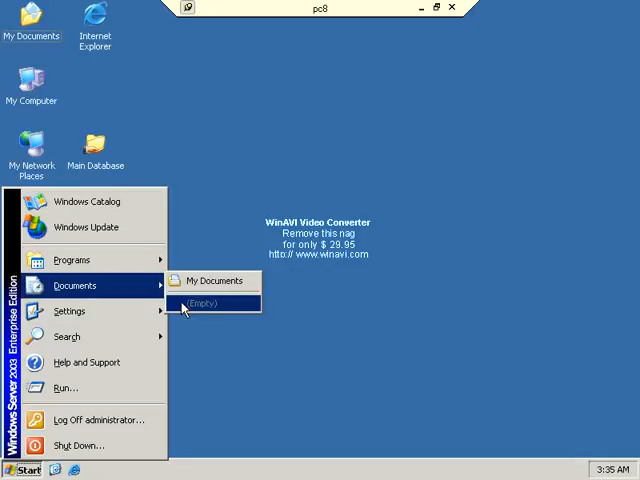 pc8
My Documents
Internet
Explorer
My Computer
My Network
Places
Main Database
Windows Catalog
Windows Update
Programs
Documents
Settings
Search
Help and Support
Run...
Log Off administrator...
Shut Down...
Windows Server 2003 Enterprise Edition
My Documents
(Empty)
WinAVI Video Converter
Remove this nag
for only $ 29.95
http:// www.winavi.com
Start
3:35 AM